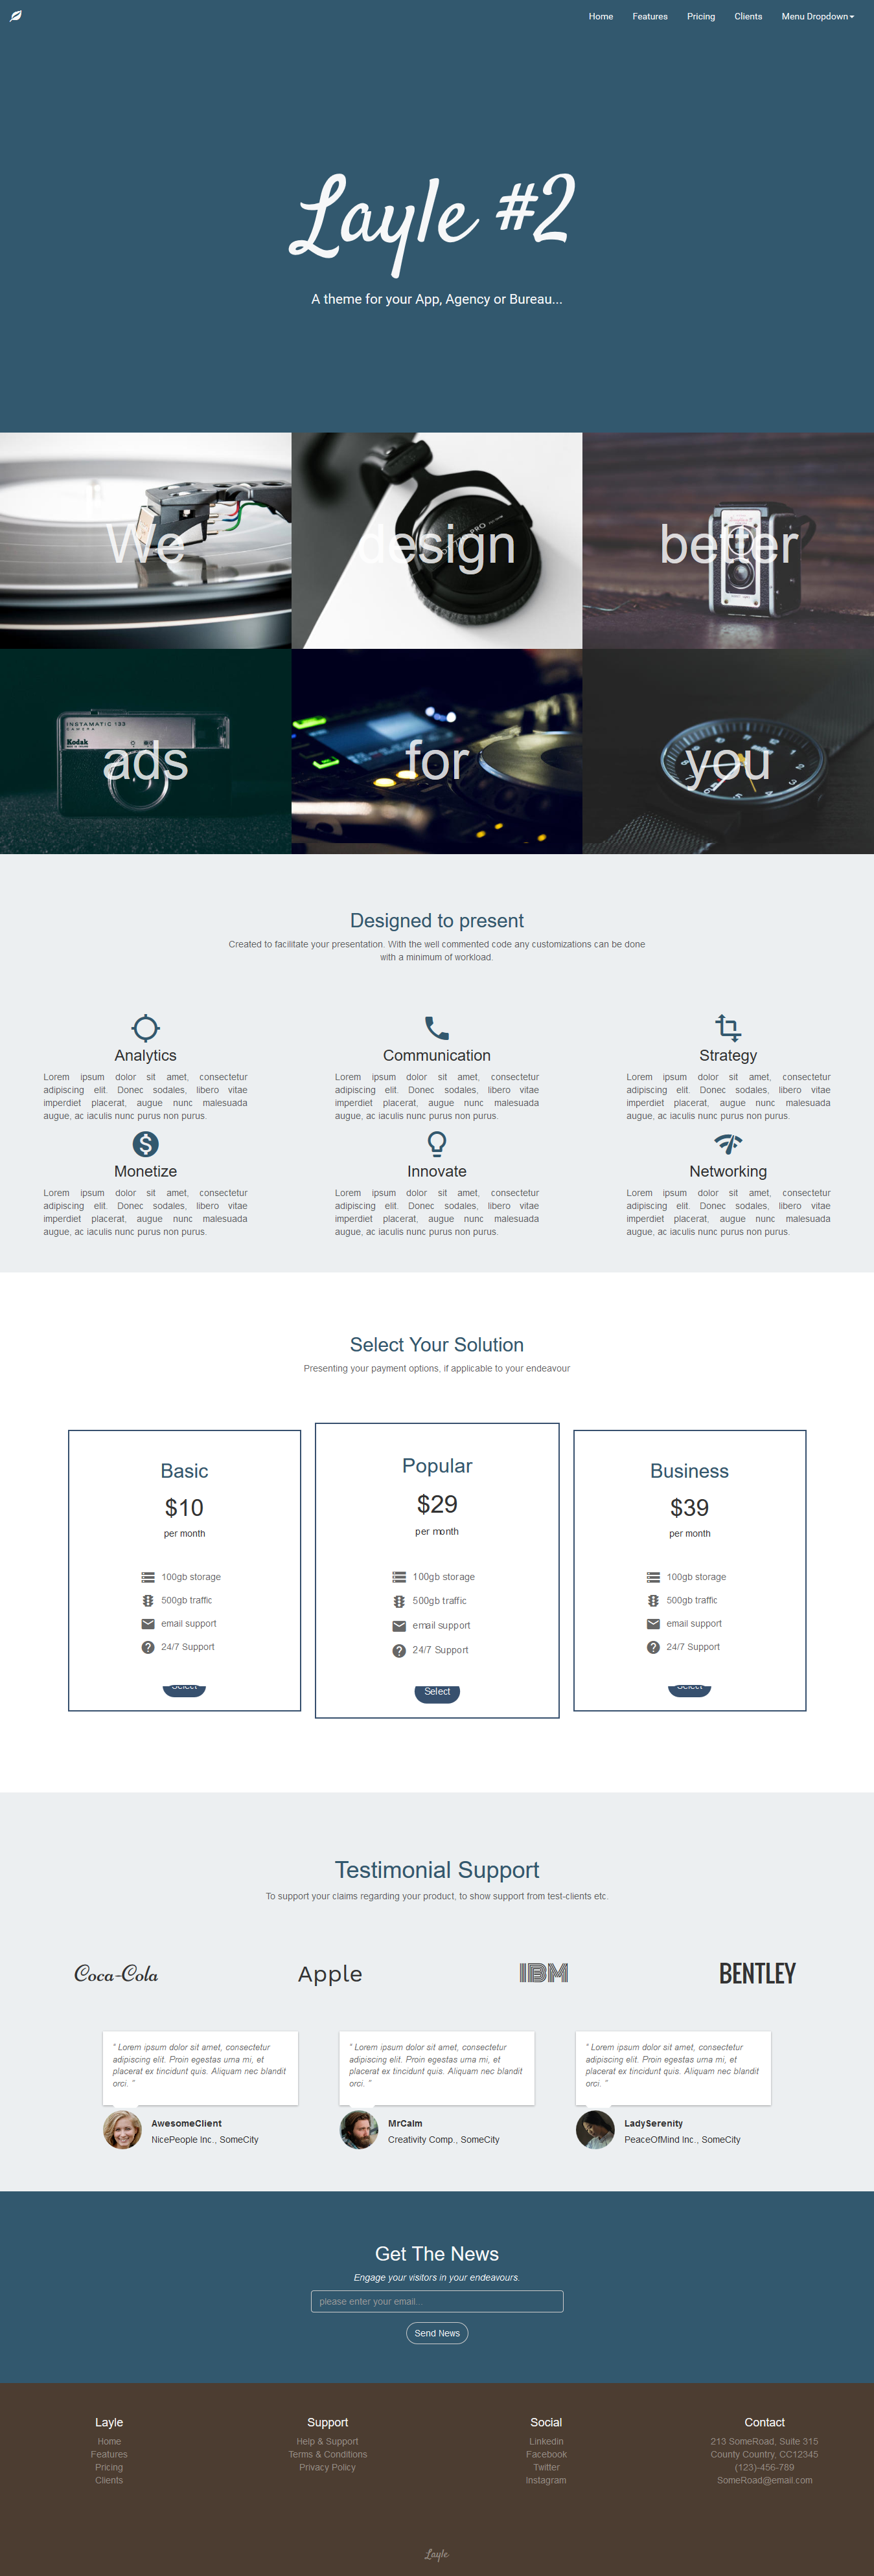 Home Features Pricing Clients Menu Dropdown
Layle #2
A theme for your App, Agency or Bureau...
We design better
INSTAMATIC 133
CAMERA
Kodak
ads for you
Designed to present
Created to facilitate your presentation. With the well commented code any customizations can be done
with a minimum of workload.
Analytics Communication Strategy
Lorem ipsum dolor sit amet, consectetur
adipiscing elit. Donec sodales, libero vitae
imperdiet placerat, augue nunc malesuada
augue, ac iaculis nunc purus non purus.
Lorem ipsum dolor sit amet, consectetur
adipiscing elit. Donec sodales, libero vitae
imperdiet placerat, augue nunc malesuada
augue, ac iaculis nunc purus non purus.
Lorem ipsum dolor sit amet, consectetur
adipiscing elit. Donec sodales, libero vitae
imperdiet placerat, augue nunc malesuada
augue, ac iaculis nunc purus non purus.
Monetize Innovate Networking
Lorem ipsum dolor sit amet, consectetur
adipiscing elit. Donec sodales, libero vitae
imperdiet placerat, augue nunc malesuada
augue, ac iaculis nunc purus non purus.
Lorem ipsum dolor sit amet, consectetur
adipiscing elit. Donec sodales, libero vitae
imperdiet placerat, augue nunc malesuada
augue, ac iaculis nunc purus non purus.
Lorem ipsum dolor sit amet, consectetur
adipiscing elit. Donec sodales, libero vitae
imperdiet placerat, augue nunc malesuada
augue, ac iaculis nunc purus non purus.
Select Your Solution
Presenting your payment options, if applicable to your endeavour
Basic
$10
per month
100gb storage
500gb traffic
email support
24/7 Support
Select
Popular
$29
per month
100gb storage
500gb traffic
email support
24/7 Support
Select
Business
$39
per month
100gb storage
500gb traffic
email support
24/7 Support
Select
Testimonial Support
To support your claims regarding your product, to show support from test-clients etc.
Coca-Cola Apple IBM BENTLEY
" Lorem ipsum dolor sit amet, consectetur
adipiscing elit. Proin egestas urna mi, et
placerat ex tincidunt quis. Aliquam nec blandit
orci. "
AwesomeClient
NicePeople Inc., SomeCity
" Lorem ipsum dolor sit amet, consectetur
adipiscing elit. Proin egestas urna mi, et
placerat ex tincidunt quis. Aliquam nec blandit
orci. "
MrCalm
Creativity Comp., SomeCity
" Lorem ipsum dolor sit amet, consectetur
adipiscing elit. Proin egestas urna mi, et
placerat ex tincidunt quis. Aliquam nec blandit
orci. "
LadySerenity
PeaceOfMind Inc., SomeCity
Get The News
Engage your visitors in your endeavours.
please enter your email...
Send News
Layle
Home
Features
Pricing
Clients
Support
Help & Support
Terms & Conditions
Privacy Policy
Social
Linkedin
Facebook
Twitter
Instagram
Contact
213 SomeRoad, Suite 315
County Country, CC12345
(123)-456-789
SomeRoad@email.com
Layle